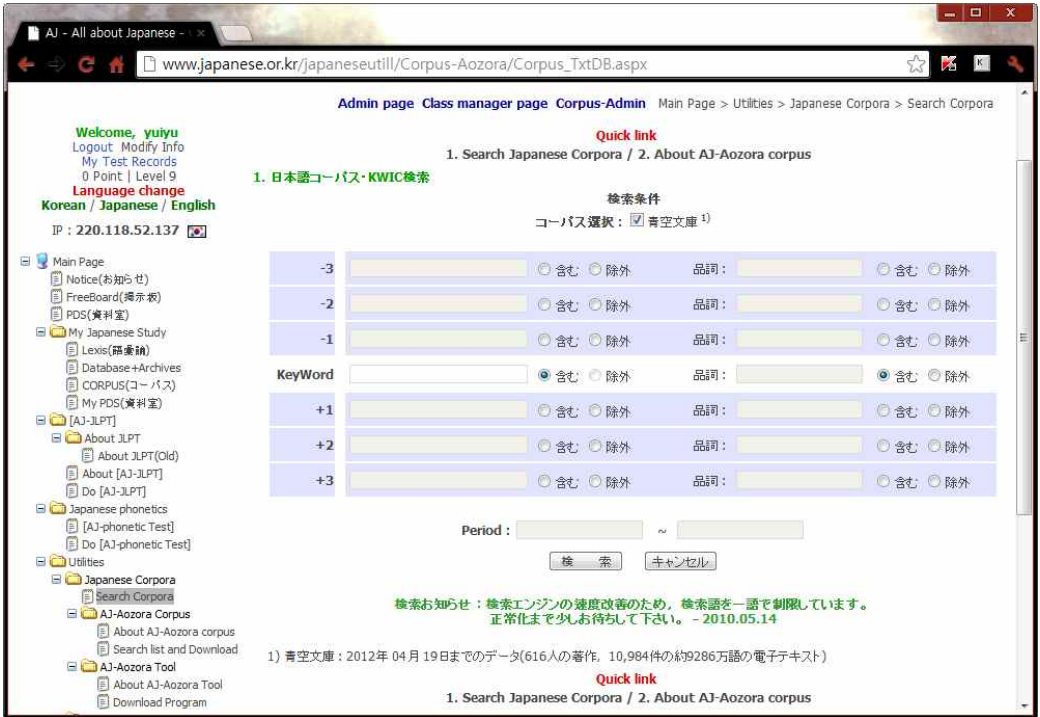 AJ - All about Japanese -
www.japanese.or.kr/japaneseutill/Corpus-Aozora/Corpus_TxtDB.aspx
Admin page Class manager page Corpus-Admin Main Page > Utilities > Japanese Corpora > Search Corpora
Welcome, yuiyu
Logout Modify Info
My Test Records
0 Point | Level 9
Language change
Korean / Japanese / English
IP : 220.118.52.137
Main Page
Notice(お知らせ)
FreeBoard(掲示板)
PDS(資料室)
My Japanese Study
Lexis(語彙論)
Database+Archives
CORPUS(コーパス)
My PDS(資料室)
[AJ-JLPT]
About JLPT
About JLPT(Old)
About [AJ-JLPT]
Do [AJ-JLPT]
Japanese phonetics
[AJ-phonetic Test]
Do [AJ-phonetic Test]
Utilities
Japanese Corpora
Search Corpora
AJ-Aozora Corpus
About AJ-Aozora corpus
Search list and Download
AJ-Aozora Tool
About AJ-Aozora Tool
Download Program
Quick link
1. Search Japanese Corpora / 2. About AJ-Aozora corpus
1. 日本語コーパス・KWIC検索
検索条件
コーパス選択: 青空文庫 1)
-3 含む 除外 品詞: 含む 除外
-2 含む 除外 品詞: 含む 除外
-1 含む 除外 品詞: 含む 除外
KeyWord 含む 除外 品詞: 含む 除外
+1 含む 除外 品詞: 含む 除外
+2 含む 除外 品詞: 含む 除外
+3 含む 除外 品詞: 含む 除外
Period : ~
検 索 キャンセル
検索お知らせ:検索エンジンの速度改善のため,検索語を一語で制限しています。
正常化まで少しお待ちして下さい。 - 2010.05.14
1) 青空文庫:2012年 04月 19日までのデータ(616人の著作, 10,984件の約9286万語の電子テキスト)
Quick link
1. Search Japanese Corpora / 2. About AJ-Aozora corpus